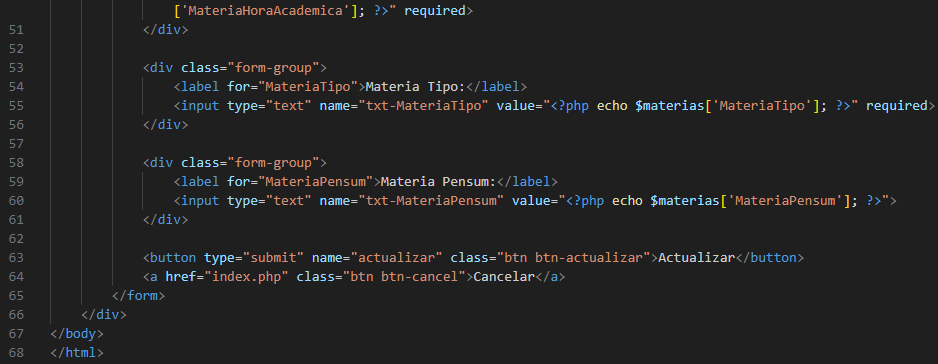 ['MateriaHoraAcademica']; ?>" required>
51 </div>
52
53 <div class="form-group">
54 <label for="MateriaTipo">Materia Tipo:</label>
55 <input type="text" name="txt-MateriaTipo" value="<?php echo $materias['MateriaTipo']; ?>" required>
56 </div>
57
58 <div class="form-group">
59 <label for="MateriaPensum">Materia Pensum:</label>
60 <input type="text" name="txt-MateriaPensum" value="<?php echo $materias['MateriaPensum']; ?>">
61 </div>
62
63 <button type="submit" name="actualizar" class="btn btn-actualizar">Actualizar</button>
64 <a href="index.php" class="btn btn-cancel">Cancelar</a>
65 </form>
66 </div>
67 </body>
68 </html>